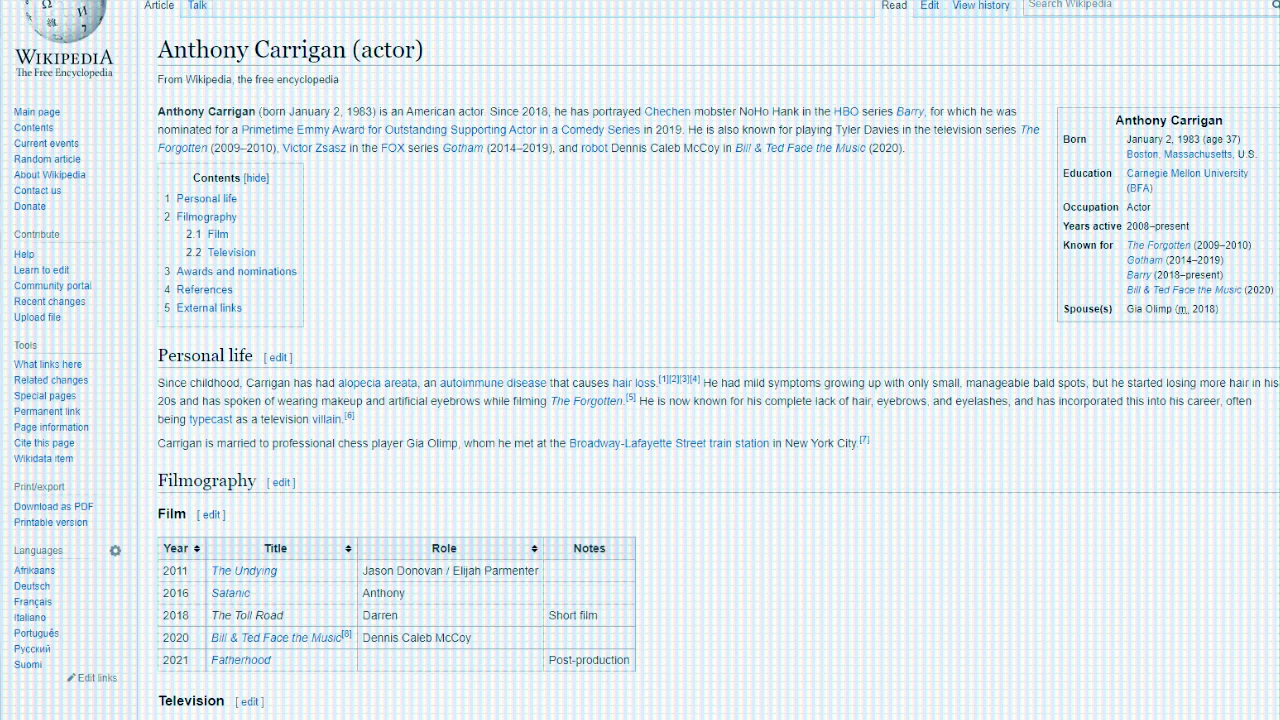 Article Talk Read Edit View history Search Wikipedia
WIKIPEDIA
The Free Encyclopedia
Main page
Contents
Current events
Random article
About Wikipedia
Contact us
Donate
Contribute
Help
Learn to edit
Community portal
Recent changes
Upload file
Tools
What links here
Related changes
Special pages
Permanent link
Page information
Cite this page
Wikidata item
Print/export
Download as PDF
Printable version
Languages
Afrikaans
Deutsch
Français
Italiano
Português
Русский
Suomi
Edit links
Anthony Carrigan (actor)
From Wikipedia, the free encyclopedia
Anthony Carrigan (born January 2, 1983) is an American actor. Since 2018, he has portrayed Chechen mobster NoHo Hank in the HBO series Barry, for which he was
nominated for a Primetime Emmy Award for Outstanding Supporting Actor in a Comedy Series in 2019. He is also known for playing Tyler Davies in the television series The
Forgotten (2009–2010), Victor Zsasz in the FOX series Gotham (2014–2019), and robot Dennis Caleb McCoy in Bill & Ted Face the Music (2020).
Contents [hide]
1 Personal life
2 Filmography
2.1 Film
2.2 Television
3 Awards and nominations
4 References
5 External links
Anthony Carrigan
Born January 2, 1983 (age 37)
Boston, Massachusetts, U.S.
Education Carnegie Mellon University
(BFA)
Occupation Actor
Years active 2008–present
Known for The Forgotten (2009–2010)
Gotham (2014–2019)
Barry (2018–present)
Bill & Ted Face the Music (2020)
Spouse(s) Gia Olimp (m. 2018)
Personal life [ edit ]
Since childhood, Carrigan has had alopecia areata, an autoimmune disease that causes hair loss.[1][2][3][4] He had mild symptoms growing up with only small, manageable bald spots, but he started losing more hair in his
20s and has spoken of wearing makeup and artificial eyebrows while filming The Forgotten.[5] He is now known for his complete lack of hair, eyebrows, and eyelashes, and has incorporated this into his career, often
being typecast as a television villain.[6]
Carrigan is married to professional chess player Gia Olimp, whom he met at the Broadway-Lafayette Street train station in New York City.[7]
Filmography [ edit ]
Film [ edit ]
Year Title Role Notes
2011 The Undying Jason Donovan / Elijah Parmenter
2016 Satanic Anthony
2018 The Toll Road Darren Short film
2020 Bill & Ted Face the Music[8] Dennis Caleb McCoy
2021 Fatherhood Post-production
Television [ edit ]